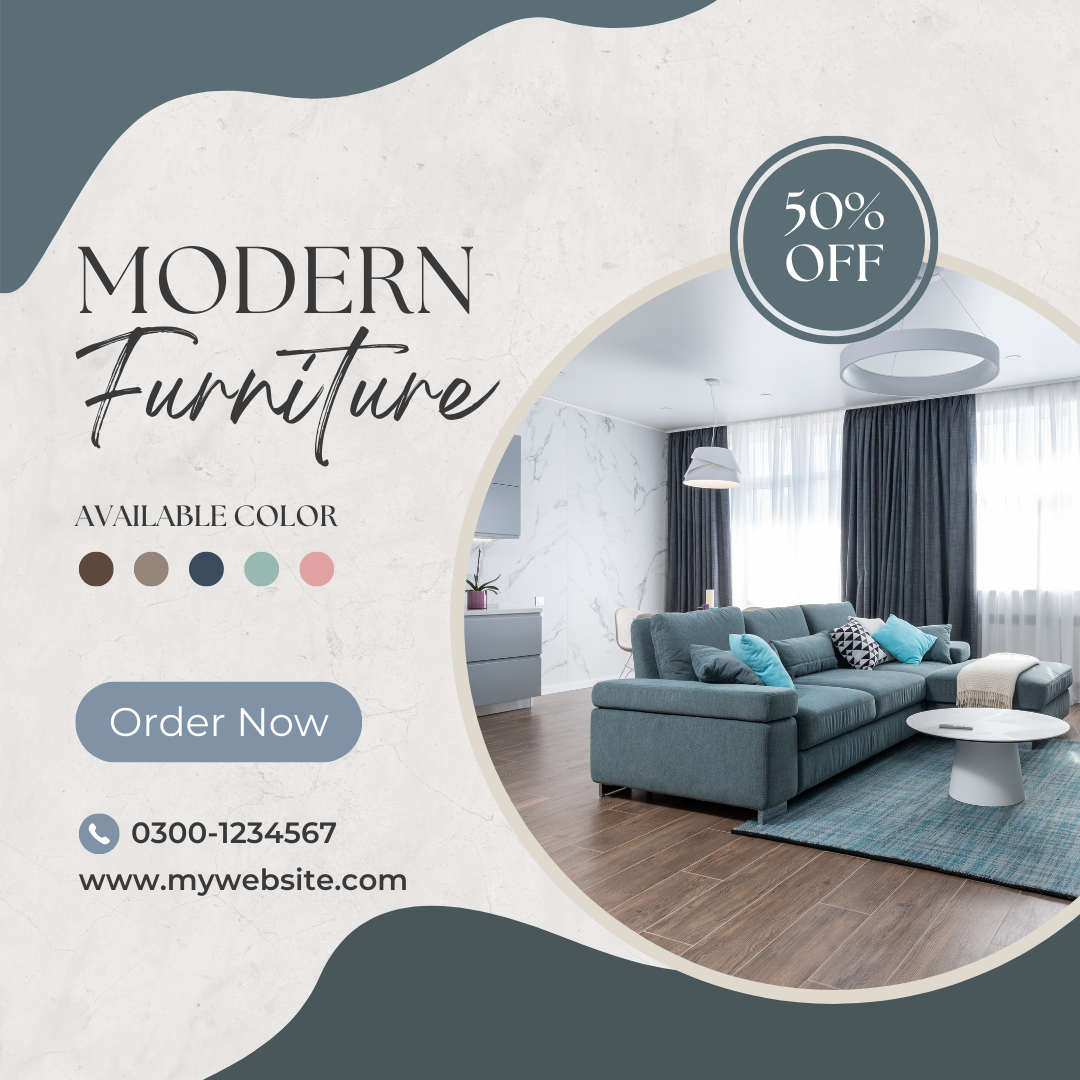 50%
OFF
MODERN
Furniture
AVAILABLE COLOR
Order Now
0300-1234567
www.mywebsite.com